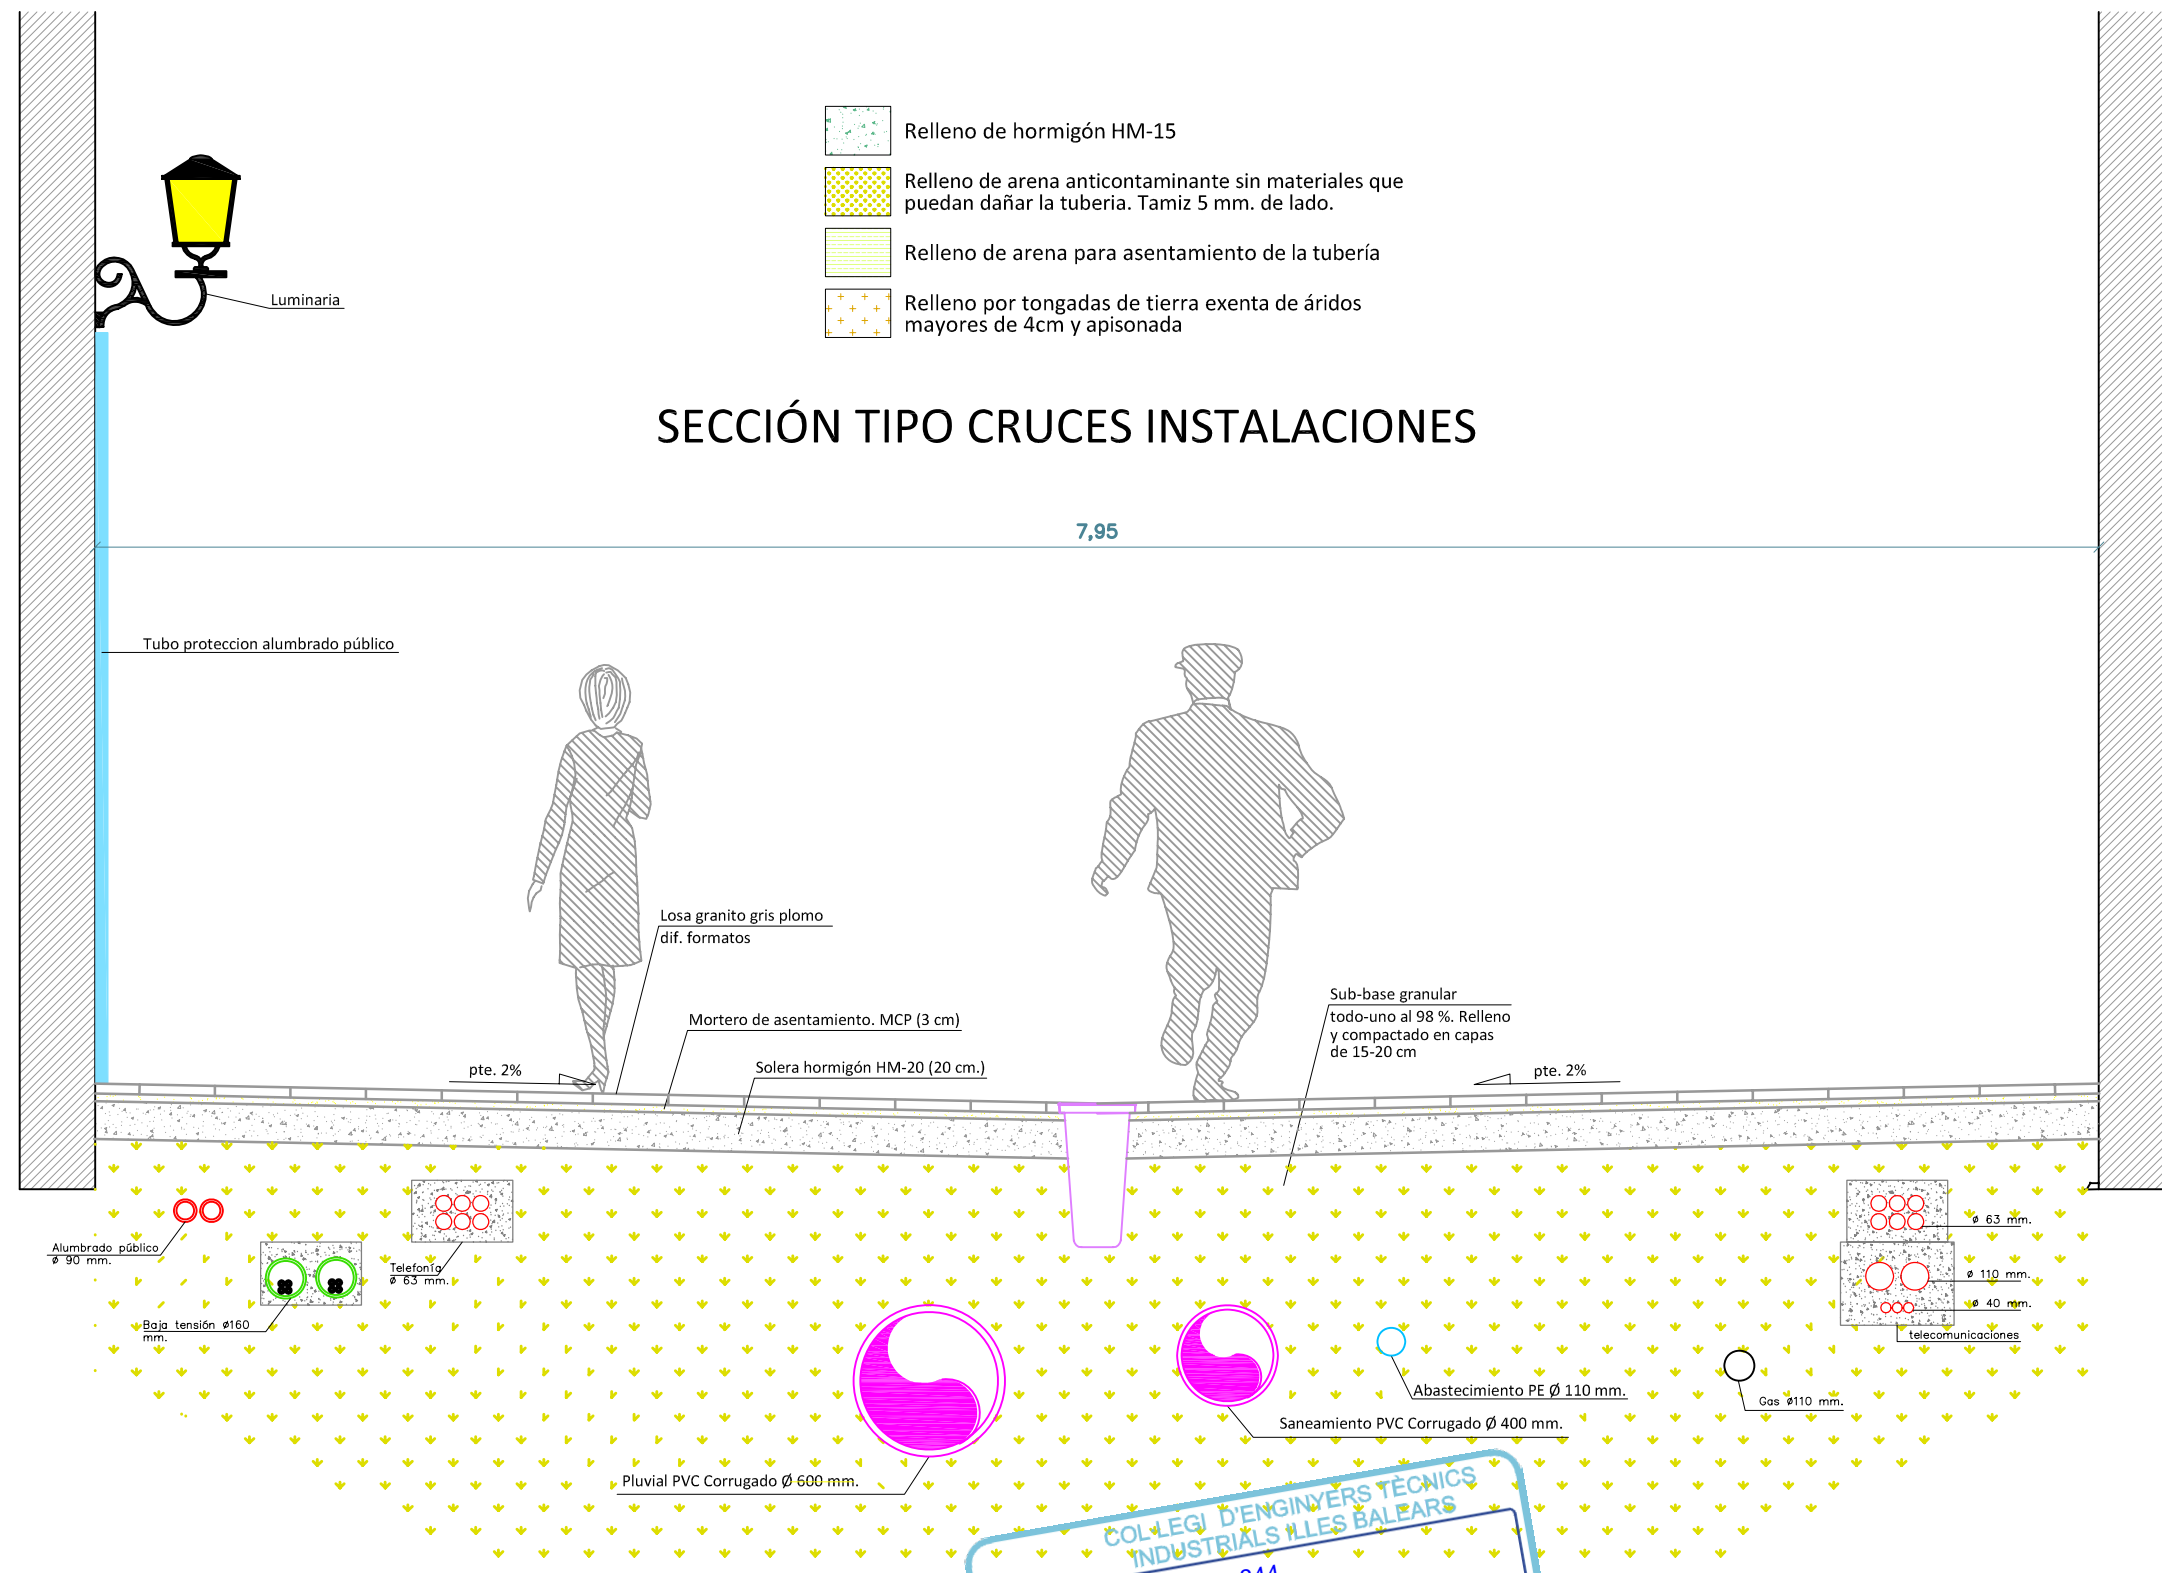 Relleno de hormigón HM-15
Relleno de arena anticontaminante sin materiales que
puedan dañar la tuberia. Tamiz 5 mm. de lado.
Relleno de arena para asentamiento de la tubería
Relleno por tongadas de tierra exenta de áridos
mayores de 4cm y apisonada
Luminaria
SECCIÓN TIPO CRUCES INSTALACIONES
7,95
Tubo proteccion alumbrado público
Losa granito gris plomo
dif. formatos
Mortero de asentamiento. MCP (3 cm)
Solera hormigón HM-20 (20 cm.)
Sub-base granular
todo-uno al 98 %. Relleno
y compactado en capas
de 15-20 cm
pte. 2%
pte. 2%
Alumbrado público
Ø 90 mm.
Telefonía
Ø 63 mm.
Baja tensión Ø160
mm.
Ø 63 mm.
Ø 110 mm.
Ø 40 mm.
telecomunicaciones
Abastecimiento PE Ø 110 mm.
Gas Ø110 mm.
Saneamiento PVC Corrugado Ø 400 mm.
Pluvial PVC Corrugado Ø 600 mm.
COL·LEGI D'ENGINYERS TÈCNICS
INDUSTRIALS ILLES BALEARS